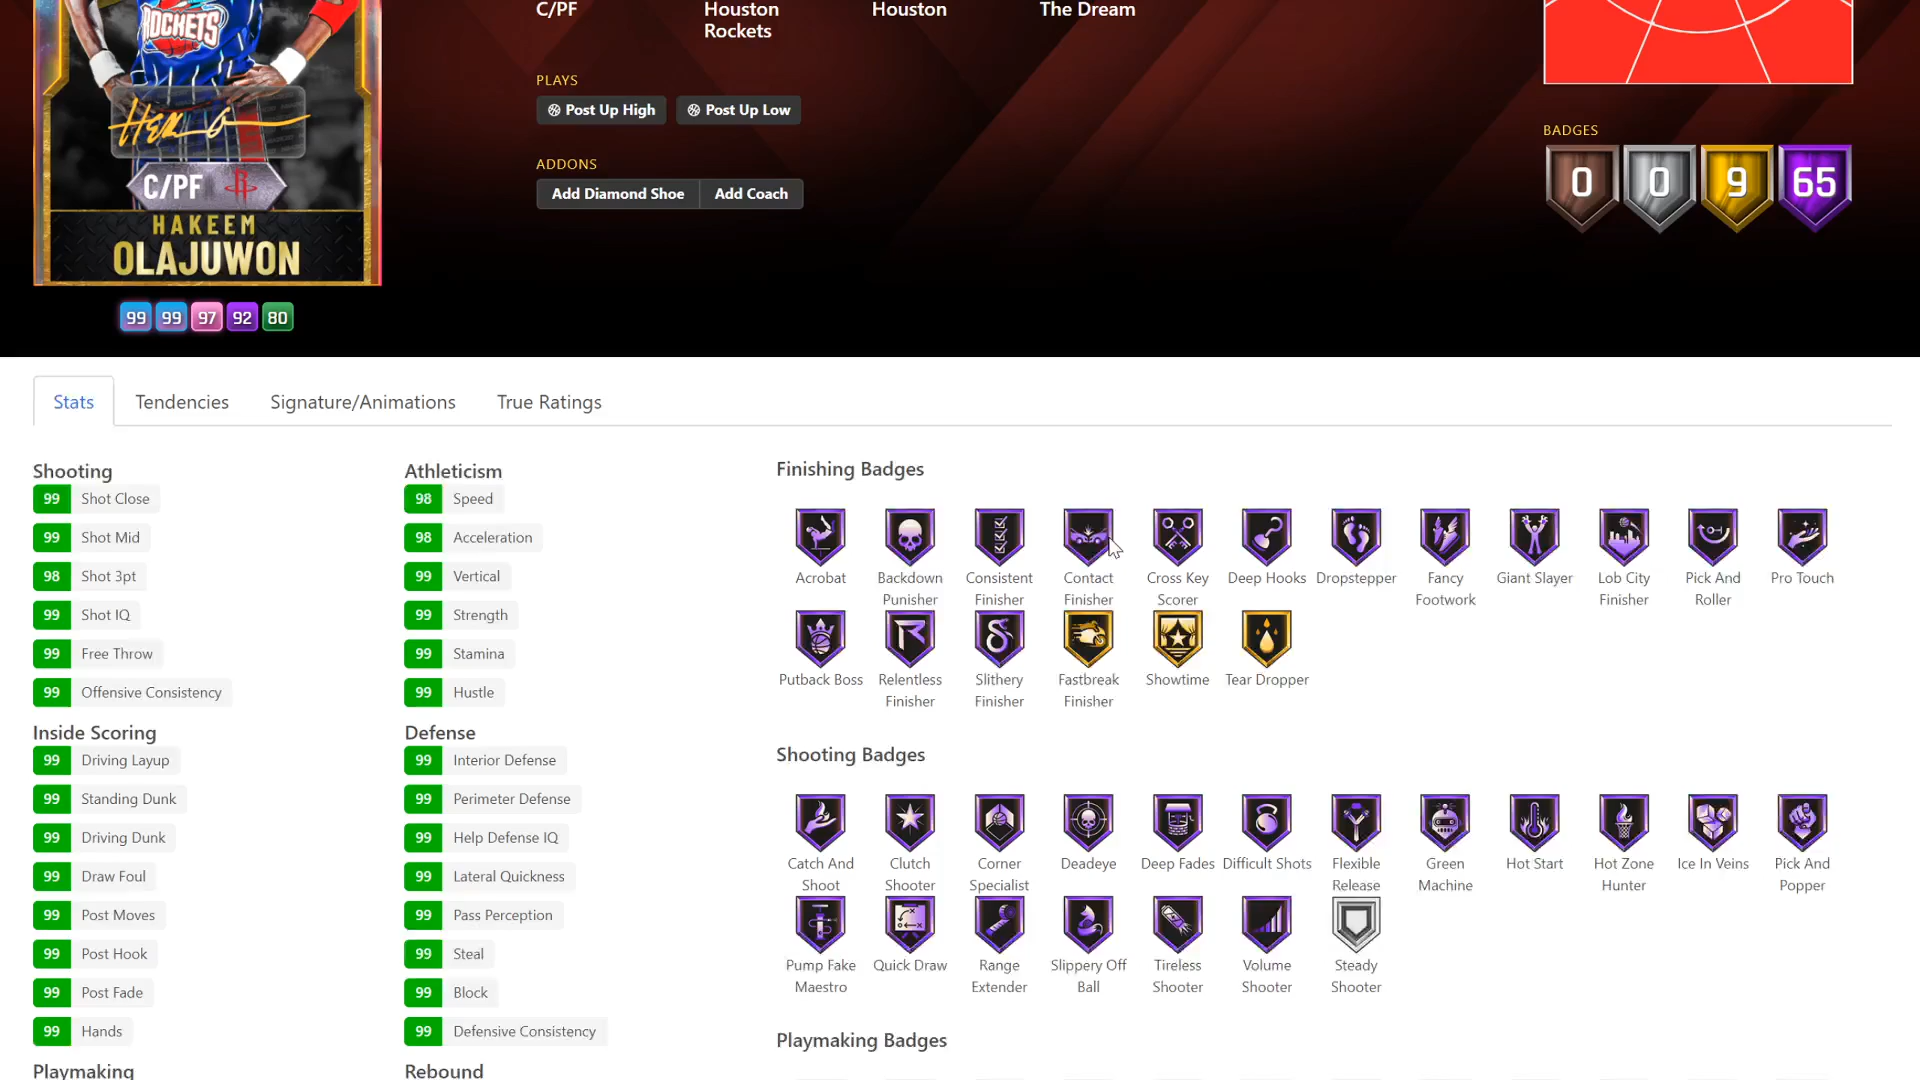 C/PF Houston Rockets Houston The Dream
PLAYS
Post Up High Post Up Low
ADDONS
Add Diamond Shoe Add Coach
BADGES
0 0 9 65
ROCKETS
C/PF R
HAKEEM
OLAJUWON
99 99 97 92 80
Stats Tendencies Signature/Animations True Ratings
Shooting
99 Shot Close
99 Shot Mid
98 Shot 3pt
99 Shot IQ
99 Free Throw
99 Offensive Consistency
Inside Scoring
99 Driving Layup
99 Standing Dunk
99 Driving Dunk
99 Draw Foul
99 Post Moves
99 Post Hook
99 Post Fade
99 Hands
Playmaking
Athleticism
98 Speed
98 Acceleration
99 Vertical
99 Strength
99 Stamina
99 Hustle
Defense
99 Interior Defense
99 Perimeter Defense
99 Help Defense IQ
99 Lateral Quickness
99 Pass Perception
99 Steal
99 Block
99 Defensive Consistency
Rebound
Finishing Badges
Acrobat Backdown Punisher Consistent Finisher Contact Finisher Cross Key Scorer Deep Hooks Dropstepper Fancy Footwork Giant Slayer Lob City Finisher Pick And Roller Pro Touch
Putback Boss Relentless Finisher Slithery Finisher Fastbreak Finisher Showtime Tear Dropper
Shooting Badges
Catch And Shoot Clutch Shooter Corner Specialist Deadeye Deep Fades Difficult Shots Flexible Release Green Machine Hot Start Hot Zone Hunter Ice In Veins Pick And Popper
Pump Fake Maestro Quick Draw Range Extender Slippery Off Ball Tireless Shooter Volume Shooter Steady Shooter
Playmaking Badges